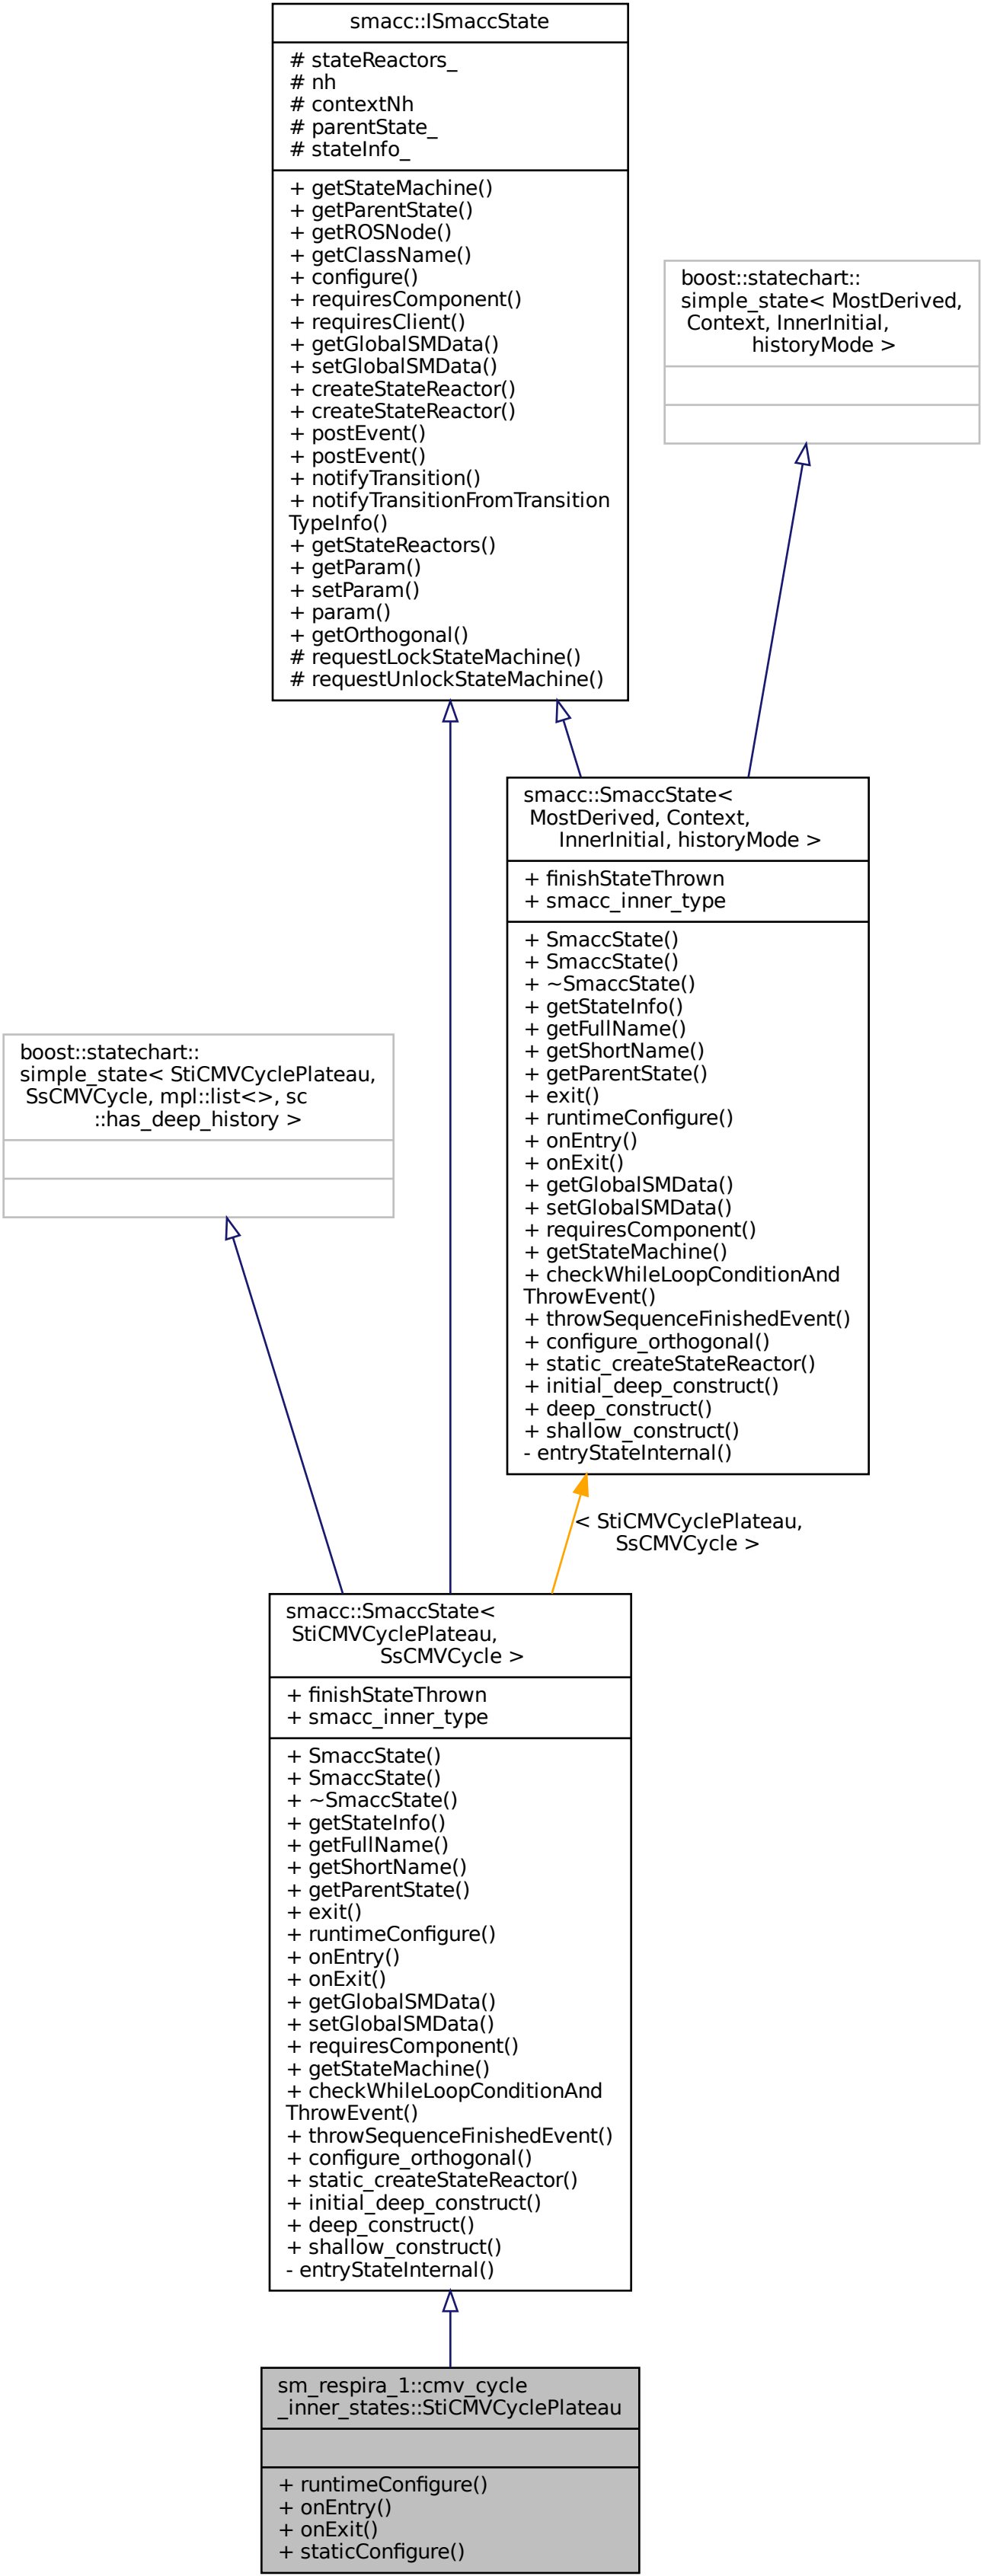 smacc::ISmaccState
# stateReactors_
# nh
# contextNh
# parentState_
# stateInfo_
+ getStateMachine()
+ getParentState()
+ getROSNode()
+ getClassName()
+ configure()
+ requiresComponent()
+ requiresClient()
+ getGlobalSMData()
+ setGlobalSMData()
+ createStateReactor()
+ createStateReactor()
+ postEvent()
+ postEvent()
+ notifyTransition()
+ notifyTransitionFromTransition
TypeInfo()
+ getStateReactors()
+ getParam()
+ setParam()
+ param()
+ getOrthogonal()
# requestLockStateMachine()
# requestUnlockStateMachine()
boost::statechart::
simple_state< MostDerived,
Context, InnerInitial,
historyMode >
smacc::SmaccState<
MostDerived, Context,
InnerInitial, historyMode >
+ finishStateThrown
+ smacc_inner_type
+ SmaccState()
+ SmaccState()
+ ~SmaccState()
+ getStateInfo()
+ getFullName()
+ getShortName()
+ getParentState()
+ exit()
+ runtimeConfigure()
+ onEntry()
+ onExit()
+ getGlobalSMData()
+ setGlobalSMData()
+ requiresComponent()
+ getStateMachine()
+ checkWhileLoopConditionAnd
ThrowEvent()
+ throwSequenceFinishedEvent()
+ configure_orthogonal()
+ static_createStateReactor()
+ initial_deep_construct()
+ deep_construct()
+ shallow_construct()
- entryStateInternal()
boost::statechart::
simple_state< StiCMVCyclePlateau,
SsCMVCycle, mpl::list<>, sc
::has_deep_history >
< StiCMVCyclePlateau,
SsCMVCycle >
smacc::SmaccState<
StiCMVCyclePlateau,
SsCMVCycle >
+ finishStateThrown
+ smacc_inner_type
+ SmaccState()
+ SmaccState()
+ ~SmaccState()
+ getStateInfo()
+ getFullName()
+ getShortName()
+ getParentState()
+ exit()
+ runtimeConfigure()
+ onEntry()
+ onExit()
+ getGlobalSMData()
+ setGlobalSMData()
+ requiresComponent()
+ getStateMachine()
+ checkWhileLoopConditionAnd
ThrowEvent()
+ throwSequenceFinishedEvent()
+ configure_orthogonal()
+ static_createStateReactor()
+ initial_deep_construct()
+ deep_construct()
+ shallow_construct()
- entryStateInternal()
sm_respira_1::cmv_cycle
_inner_states::StiCMVCyclePlateau
+ runtimeConfigure()
+ onEntry()
+ onExit()
+ staticConfigure()